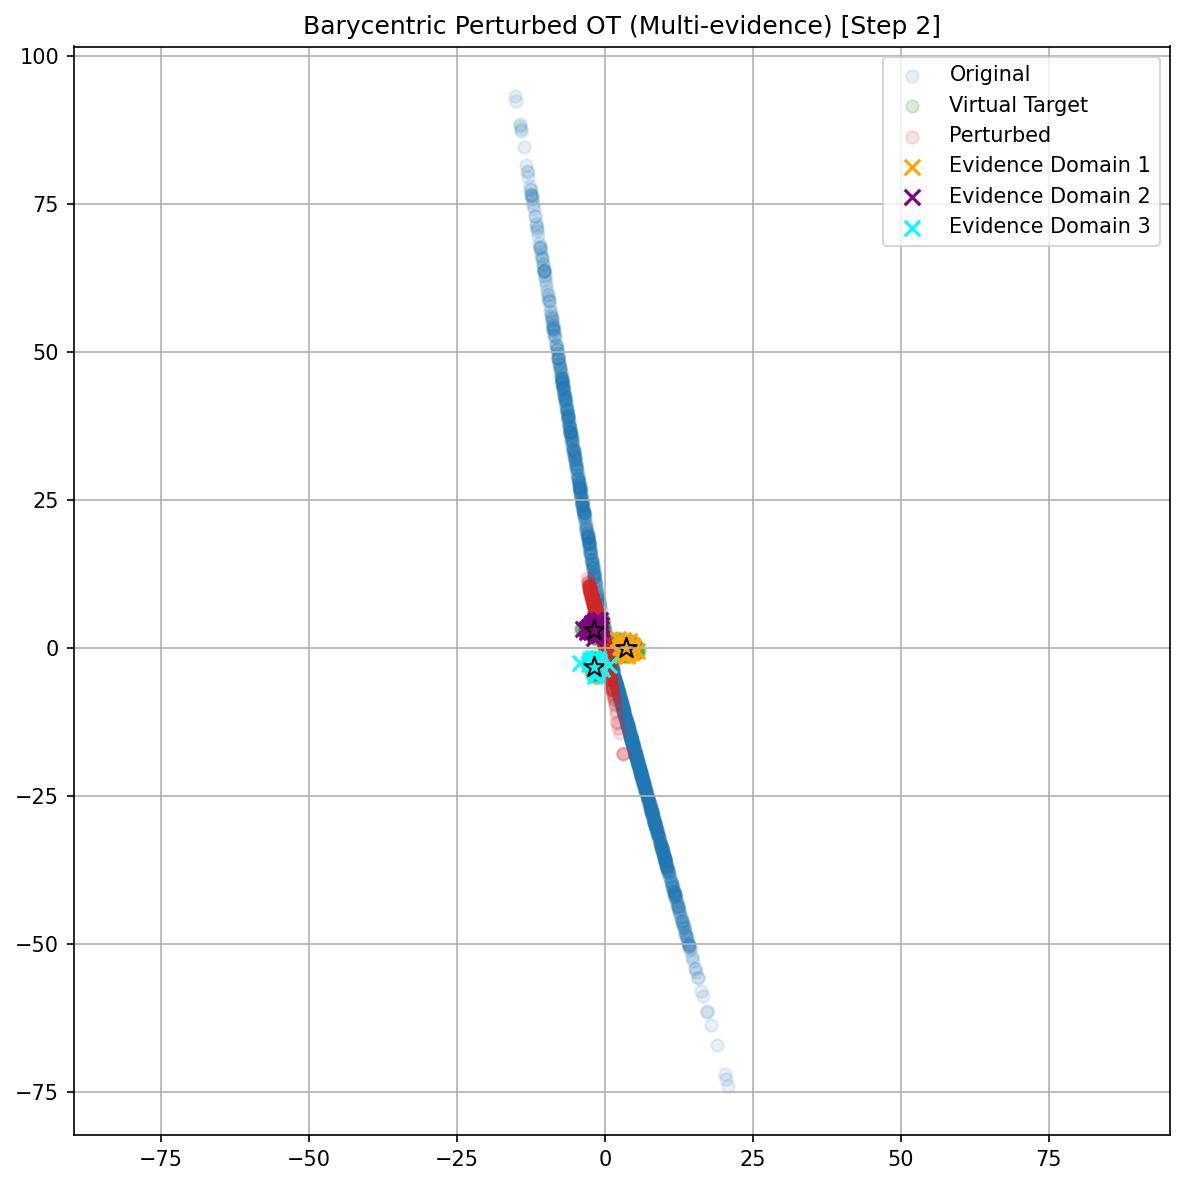 Barycentric Perturbed OT (Multi-evidence) [Step 2]
Original
Virtual Target
Perturbed
Evidence Domain 1
Evidence Domain 2
Evidence Domain 3
100
75
50
25
0
−25
−50
−75
−75
−50
−25
0
25
50
75